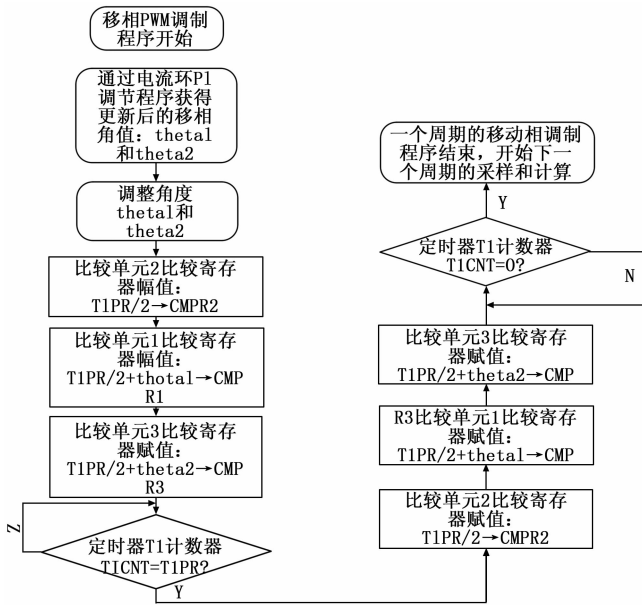 移相PWM调制
程序开始
通过电流环P1
调节程序获得
更新后的移相
角值：thetal
和theta2
调整角度
thetal和
theta2
比较单元2比较寄存
器幅值：
TlPR/2→CMPR2
比较单元1比较寄存
器幅值：
T1PR/2+thotal→CMP
R1
比较单元3比较寄存
器赋值：
T1PR/2+theta2→CMP
R3
Z
定时器T1计数器
TICNT=T1PR?
Y
一个周期的移动相调制
程序结束，开始下一
个周期的采样和计算
Y
定时器T1计数器
T1CNT=0?
N
比较单元3比较寄存
器赋值：
T1PR/2+theta2→CMP
R3比较单元1比较寄存
器赋值：
T1PR/2+thetal→CMP
比较单元2比较寄存
器赋值：
TlPR/2→CMPR2